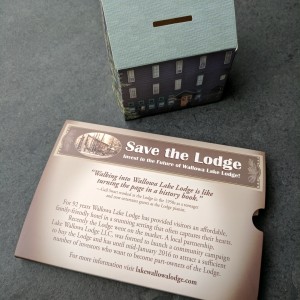 Save the Lodge
Invest in the Future of Wallowa Lake Lodge!
"Walking into Wallowa Lake Lodge is like
turning the page in a history book."
For 92 years Wallowa Lake Lodge has provided visitors an affordable,
family-friendly hotel in a stunning setting that often captures their hearts.
Recently the Lodge went on the market. A local partnership,
Lake Wallowa Lodge LLC, was formed to launch a community campaign
to buy the Lodge and has until mid-January 2016 to attract a sufficient
number of investors who want to become part-owners of the Lodge.
For more information visit: lakewallowalodge.com